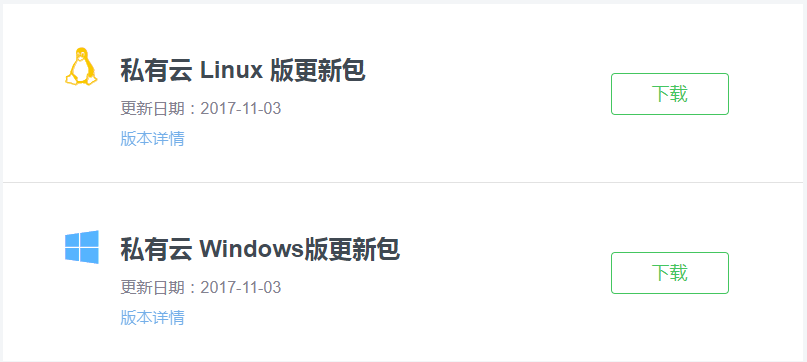 私有云 Linux 版更新包
更新日期：2017-11-03
版本详情
下载
私有云 Windows版更新包
更新日期：2017-11-03
版本详情
下载